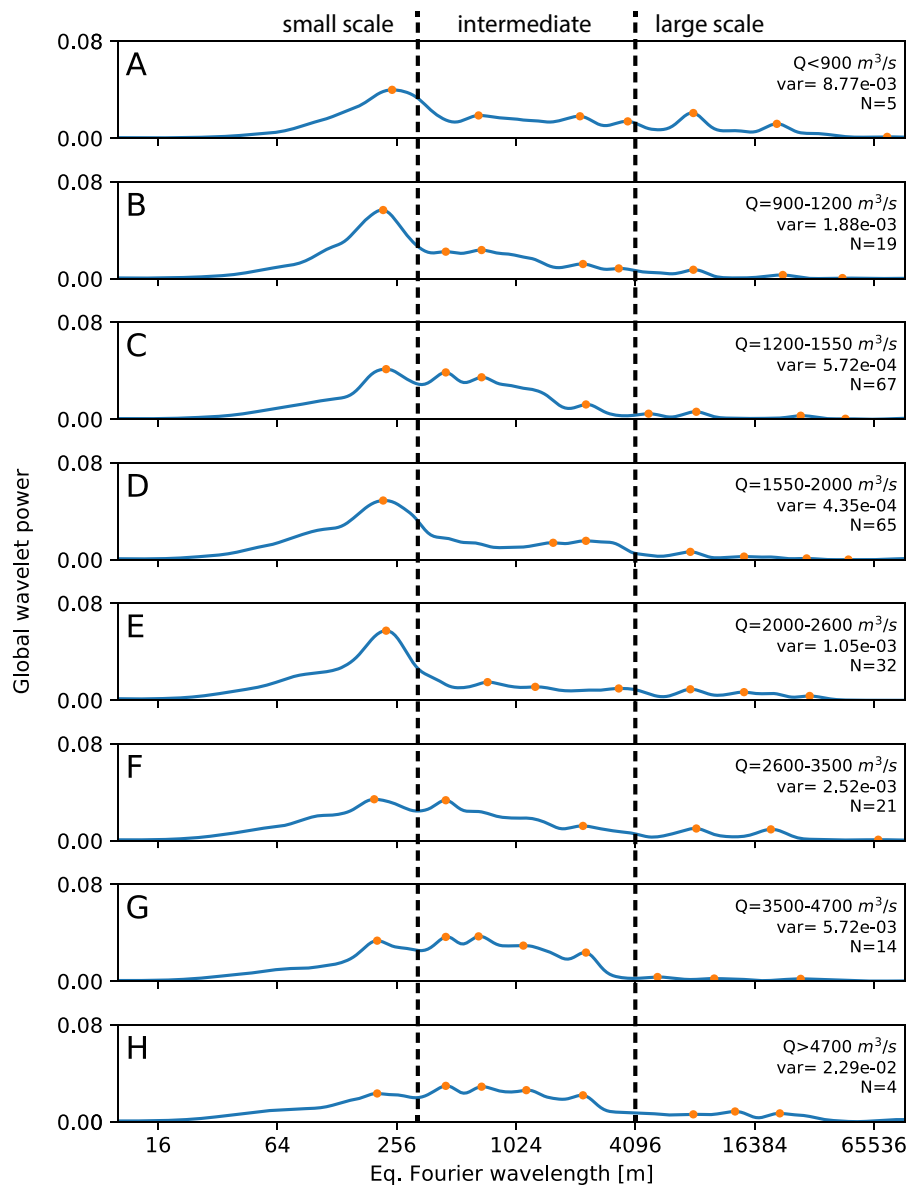 small scale intermediate large scale
0.08
A
Q<900 m³/s
var= 8.77e-03
N=5
0.00
0.08
B
Q=900-1200 m³/s
var= 1.88e-03
N=19
0.00
0.08
C
Q=1200-1550 m³/s
var= 5.72e-04
N=67
0.00
0.08
D
Q=1550-2000 m³/s
var= 4.35e-04
N=65
0.00
0.08
E
Q=2000-2600 m³/s
var= 1.05e-03
N=32
0.00
0.08
F
Q=2600-3500 m³/s
var= 2.52e-03
N=21
0.00
0.08
G
Q=3500-4700 m³/s
var= 5.72e-03
N=14
0.00
0.08
H
Q>4700 m³/s
var= 2.29e-02
N=4
0.00
16 64 256 1024 4096 16384 65536
Eq. Fourier wavelength [m]
Global wavelet power